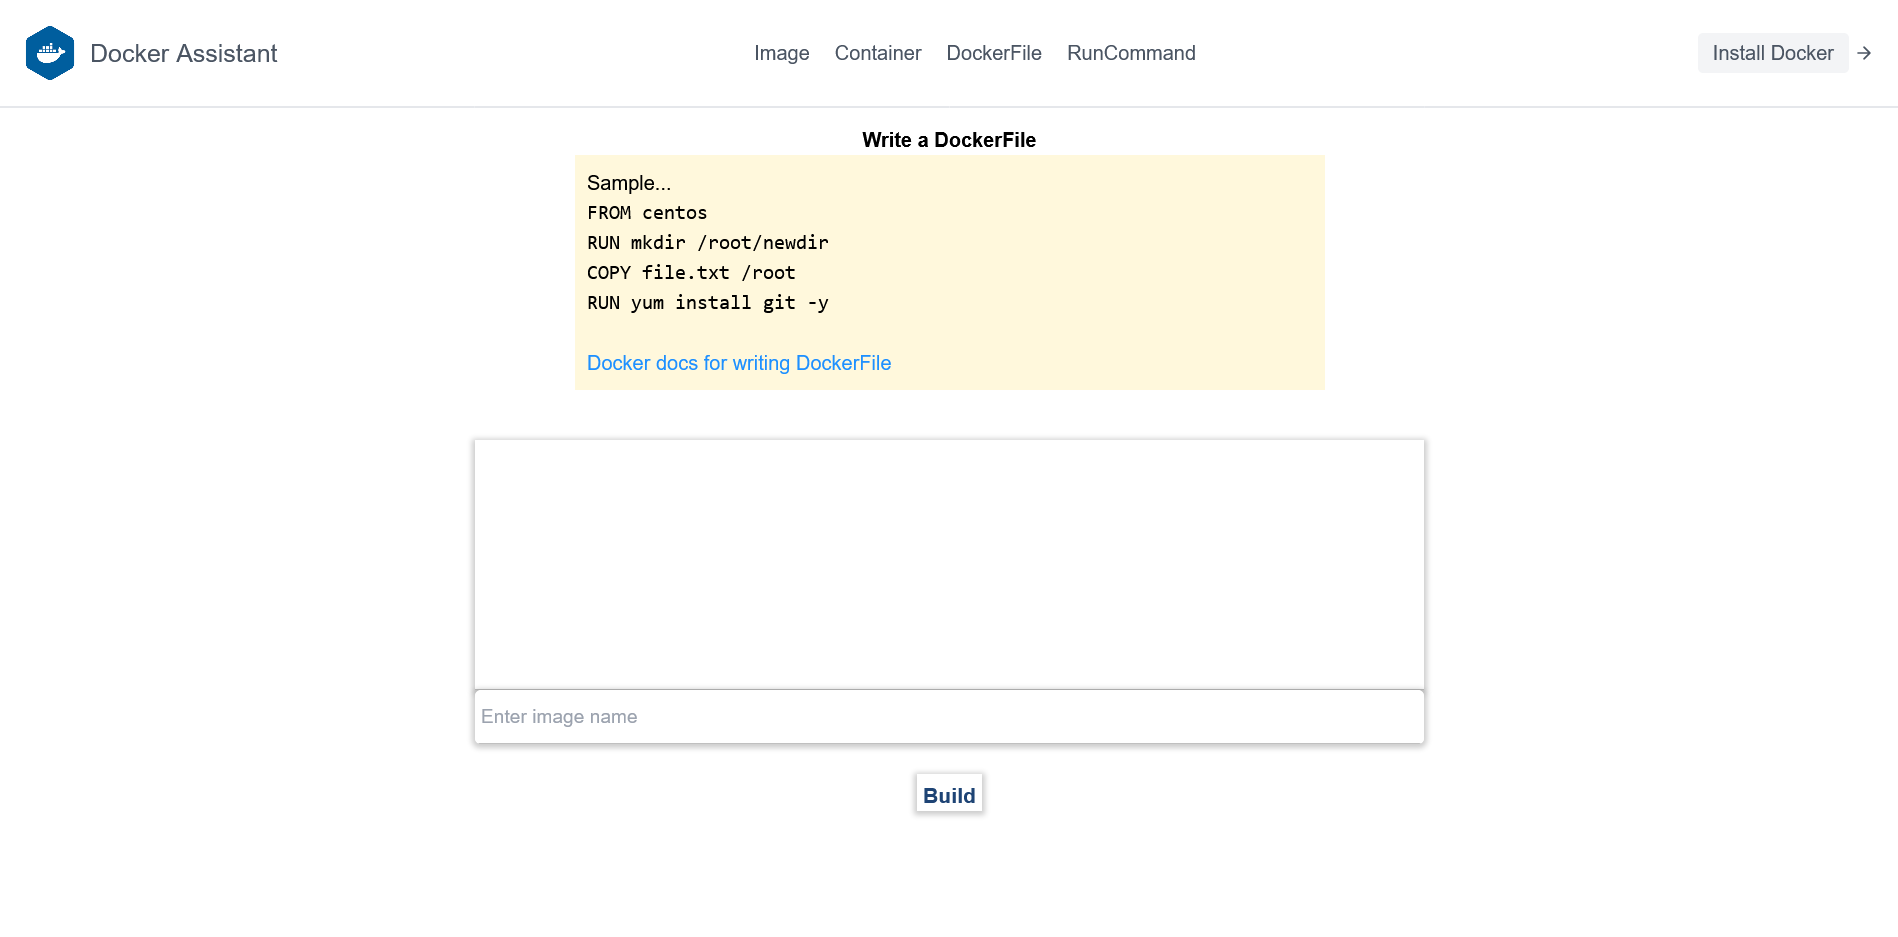 Docker Assistant
Image Container DockerFile RunCommand
Install Docker →
Write a DockerFile
Sample...
FROM centos
RUN mkdir /root/newdir
COPY file.txt /root
RUN yum install git -y
Docker docs for writing DockerFile
Enter image name
Build